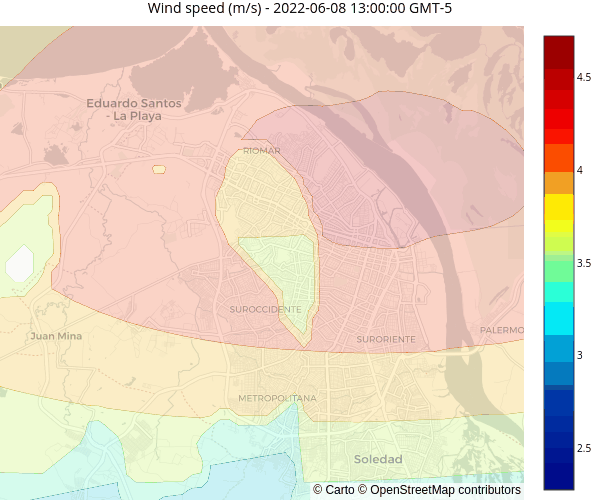 Wind speed (m/s) - 2022-06-08 13:00:00 GMT-5
Eduardo Santos
- La Playa
RIOMAR
SUROCCIDENTE
SURORIENTE
PALERMO
Juan Mina
METROPOLITANA
Soledad
© Carto © OpenStreetMap contributors
4.5
4
3.5
3
2.5